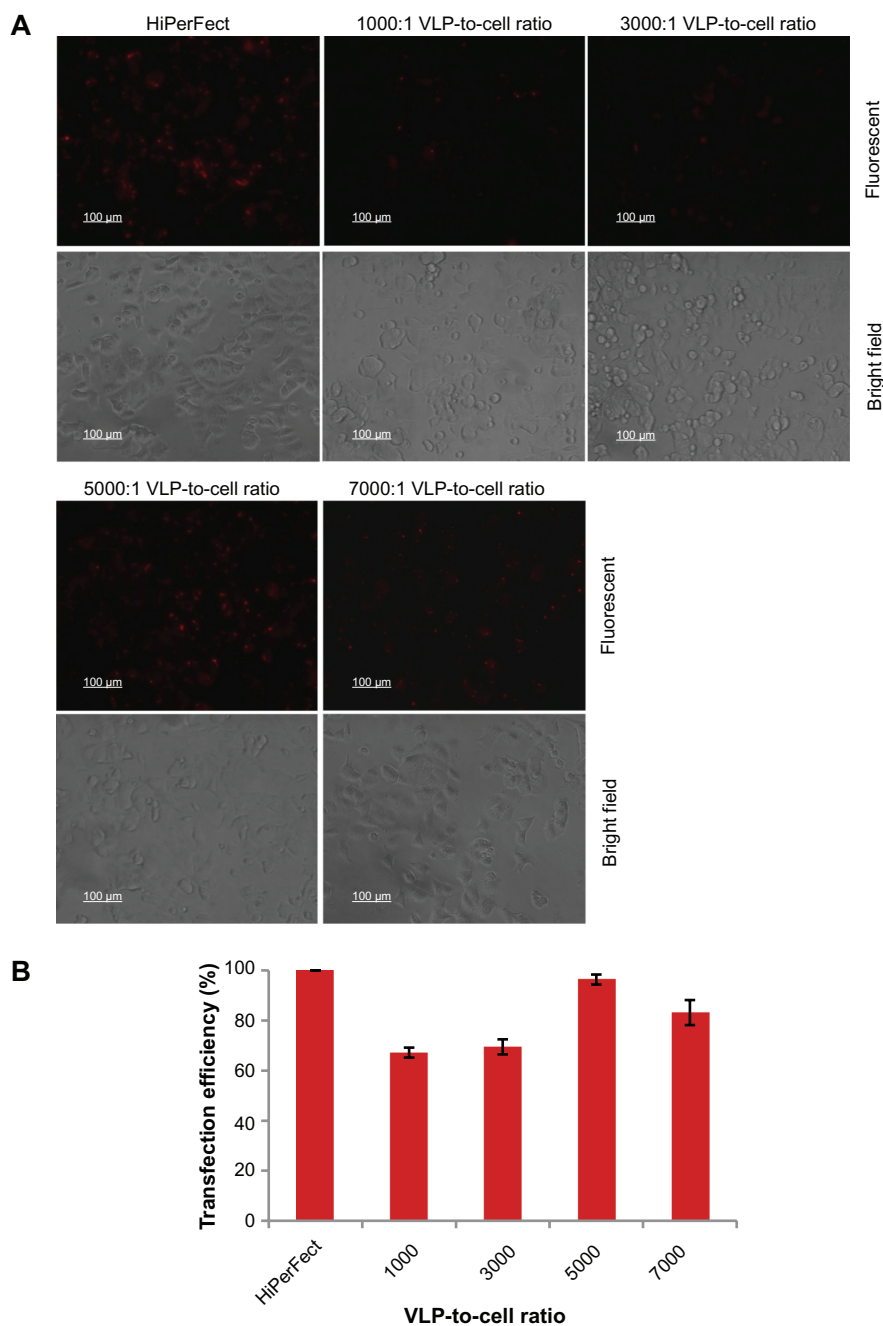 A
HiPerFect
1000:1 VLP-to-cell ratio
3000:1 VLP-to-cell ratio
100 µm
100 µm
100 µm
Fluorescent
100 µm
100 µm
100 µm
Bright field
5000:1 VLP-to-cell ratio
7000:1 VLP-to-cell ratio
100 µm
100 µm
Fluorescent
100 µm
100 µm
Bright field
B
Transfection efficiency (%)
100
80
60
40
20
0
HiPerFect
1000
3000
5000
7000
VLP-to-cell ratio